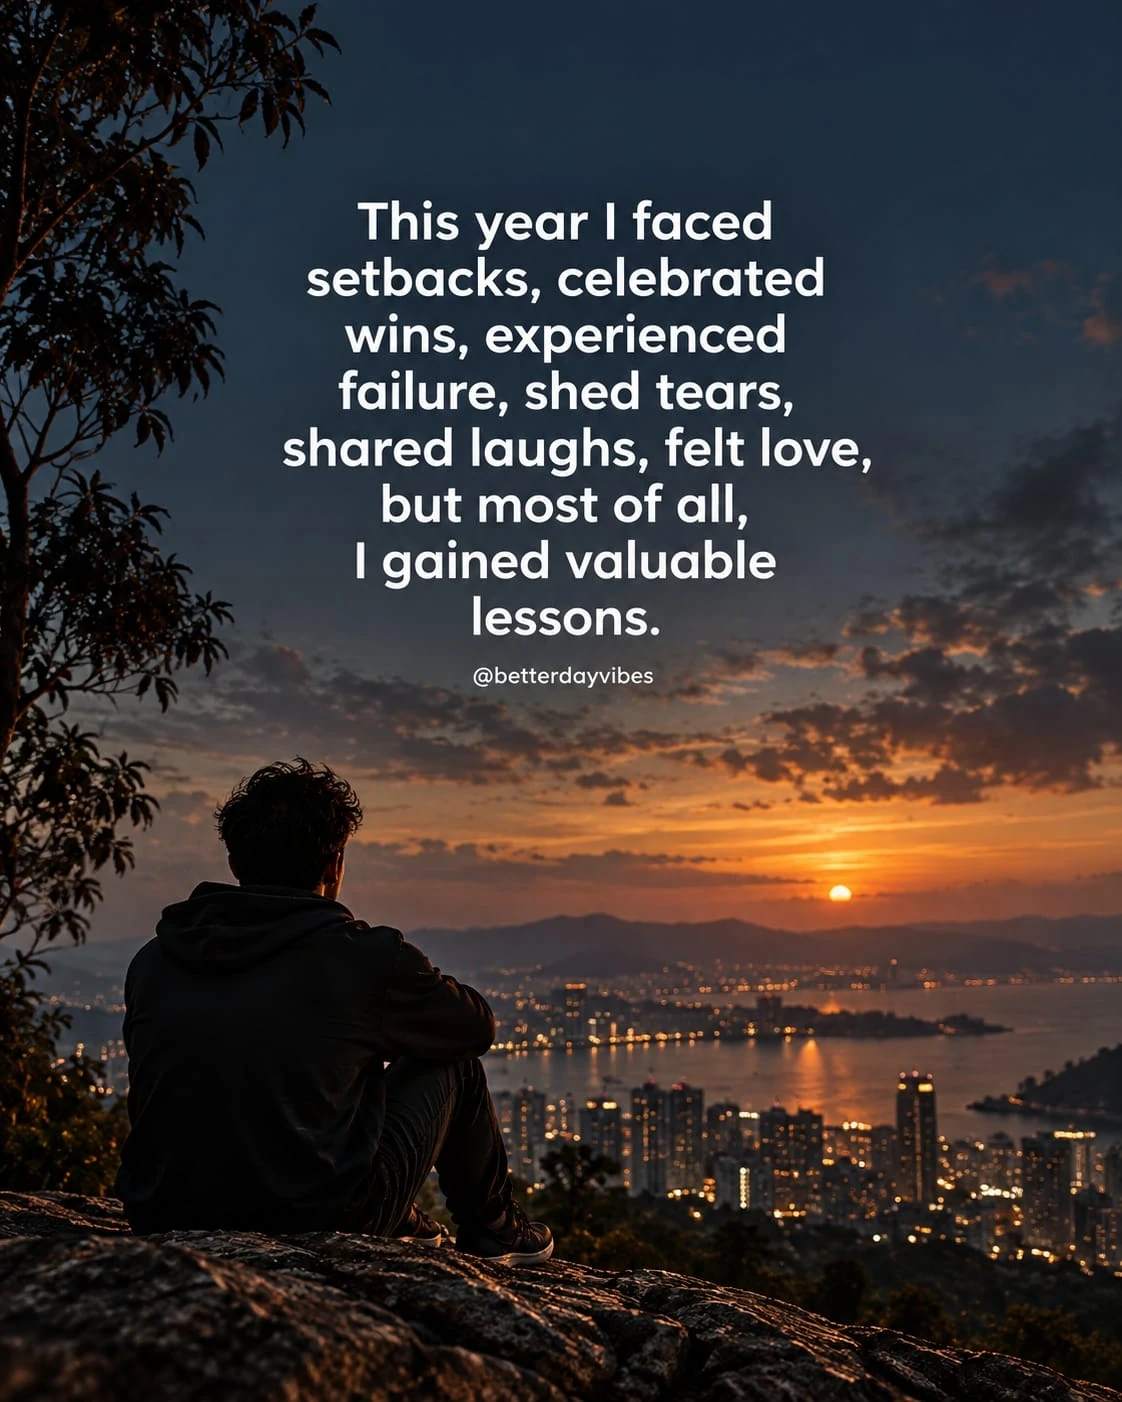 This year I faced
setbacks, celebrated
wins, experienced
failure, shed tears,
shared laughs, felt love,
but most of all,
I gained valuable
lessons.
@betterdayvibes